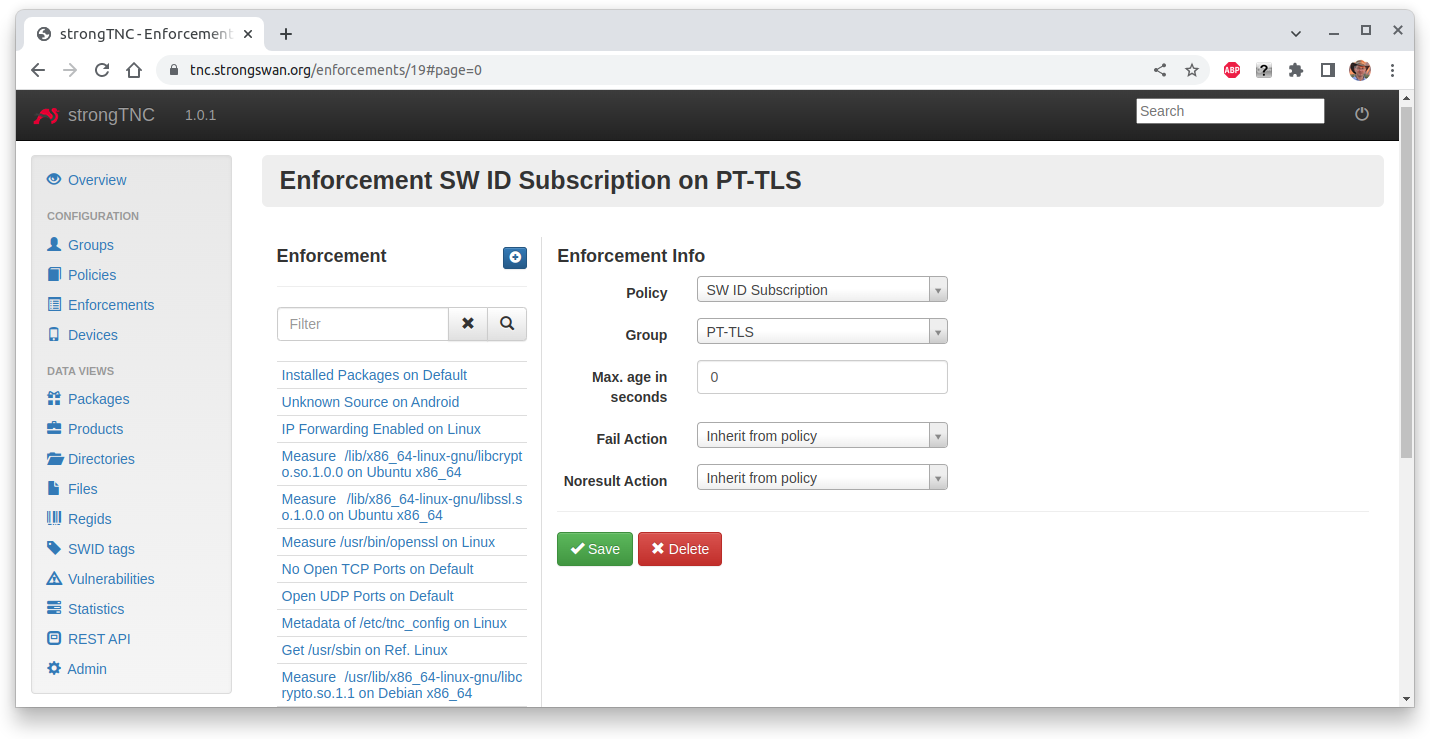 strongTNC - Enforcement
tnc.strongswan.org/enforcements/19#page=0
ABP
?
strongTNC 1.0.1
Search
Overview
CONFIGURATION
Groups
Policies
Enforcements
Devices
DATA VIEWS
Packages
Products
Directories
Files
Regids
SWID tags
Vulnerabilities
Statistics
REST API
Admin
Enforcement SW ID Subscription on PT-TLS
Enforcement
Filter
Installed Packages on Default
Unknown Source on Android
IP Forwarding Enabled on Linux
Measure /lib/x86_64-linux-gnu/libcrypt
o.so.1.0.0 on Ubuntu x86_64
Measure /lib/x86_64-linux-gnu/libssl.s
o.1.0.0 on Ubuntu x86_64
Measure /usr/bin/openssl on Linux
No Open TCP Ports on Default
Open UDP Ports on Default
Metadata of /etc/tnc_config on Linux
Get /usr/sbin on Ref. Linux
Measure /usr/lib/x86_64-linux-gnu/libc
rypto.so.1.1 on Debian x86_64
Enforcement Info
Policy SW ID Subscription
Group PT-TLS
Max. age in
seconds 0
Fail Action Inherit from policy
Noresult Action Inherit from policy
Save Delete